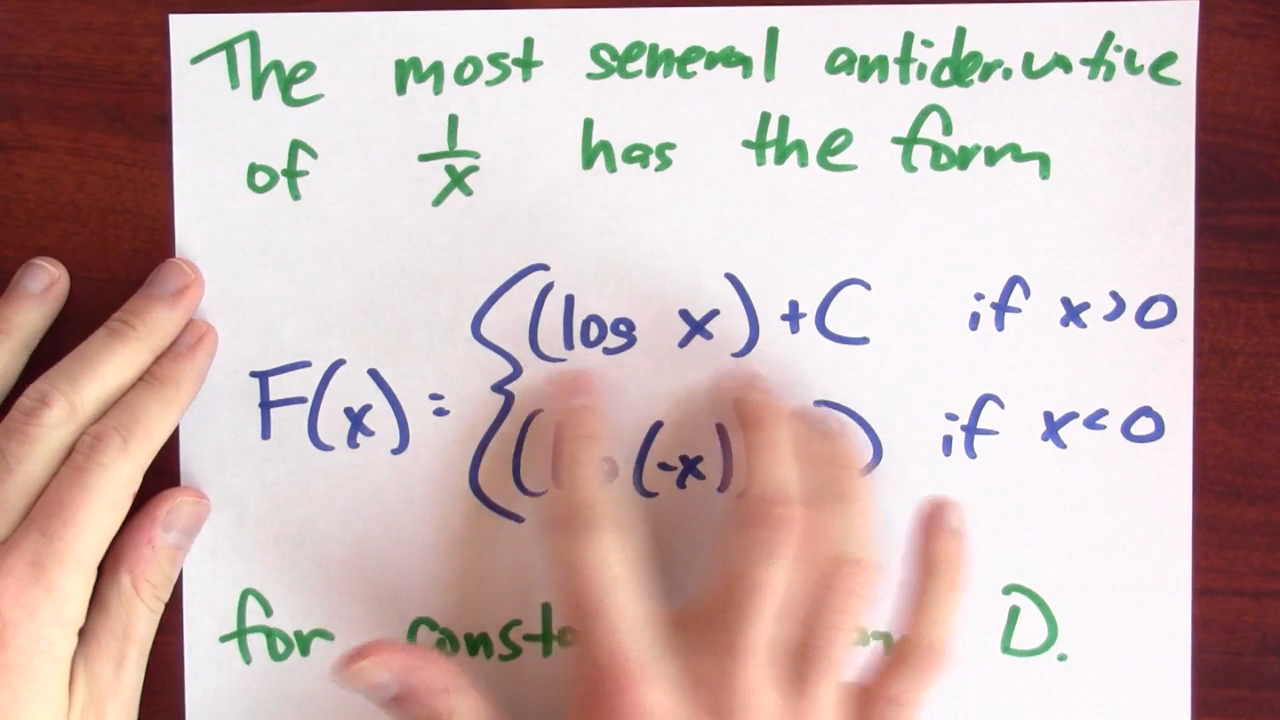 The most general antiderivative
of 1/x has the form
(log x) + C if x > 0
F(x) =
(-x) if x < 0
for D.